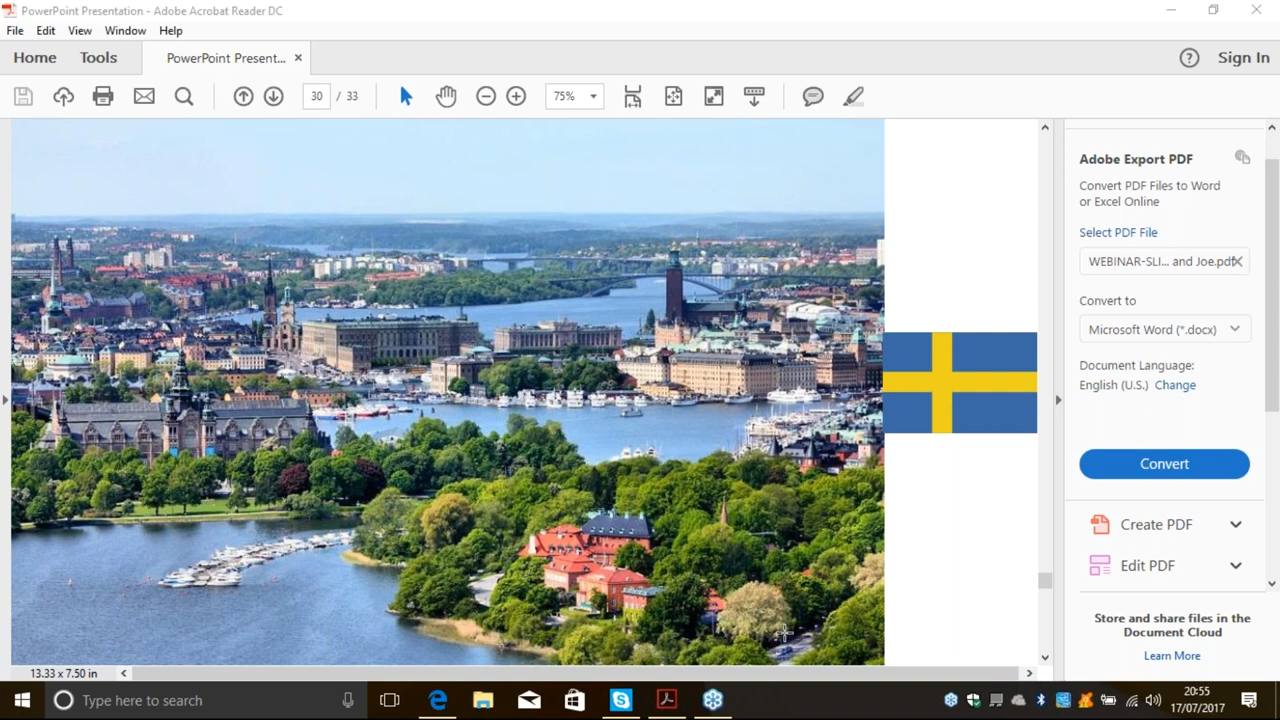 PowerPoint Presentation - Adobe Acrobat Reader DC
File Edit View Window Help
Home Tools PowerPoint Present... × Sign In
30 / 33 75%
Adobe Export PDF
Convert PDF Files to Word
or Excel Online
Select PDF File
WEBINAR-SLI... and Joe.pdf
Convert to
Microsoft Word (*.docx)
Document Language:
English (U.S.) Change
Convert
Create PDF
Edit PDF
Store and share files in the
Document Cloud
Learn More
13.33 x 7.50 in
Type here to search
20:55
17/07/2017